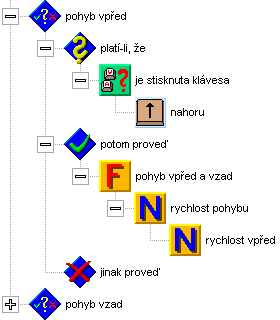 pohyb vpřed
platí-li, že
je stisknuta klávesa
nahoru
potom proveď
F pohyb vpřed a vzad
N rychlost pohybu
N rychlost vpřed
jinak proveď
pohyb vzad